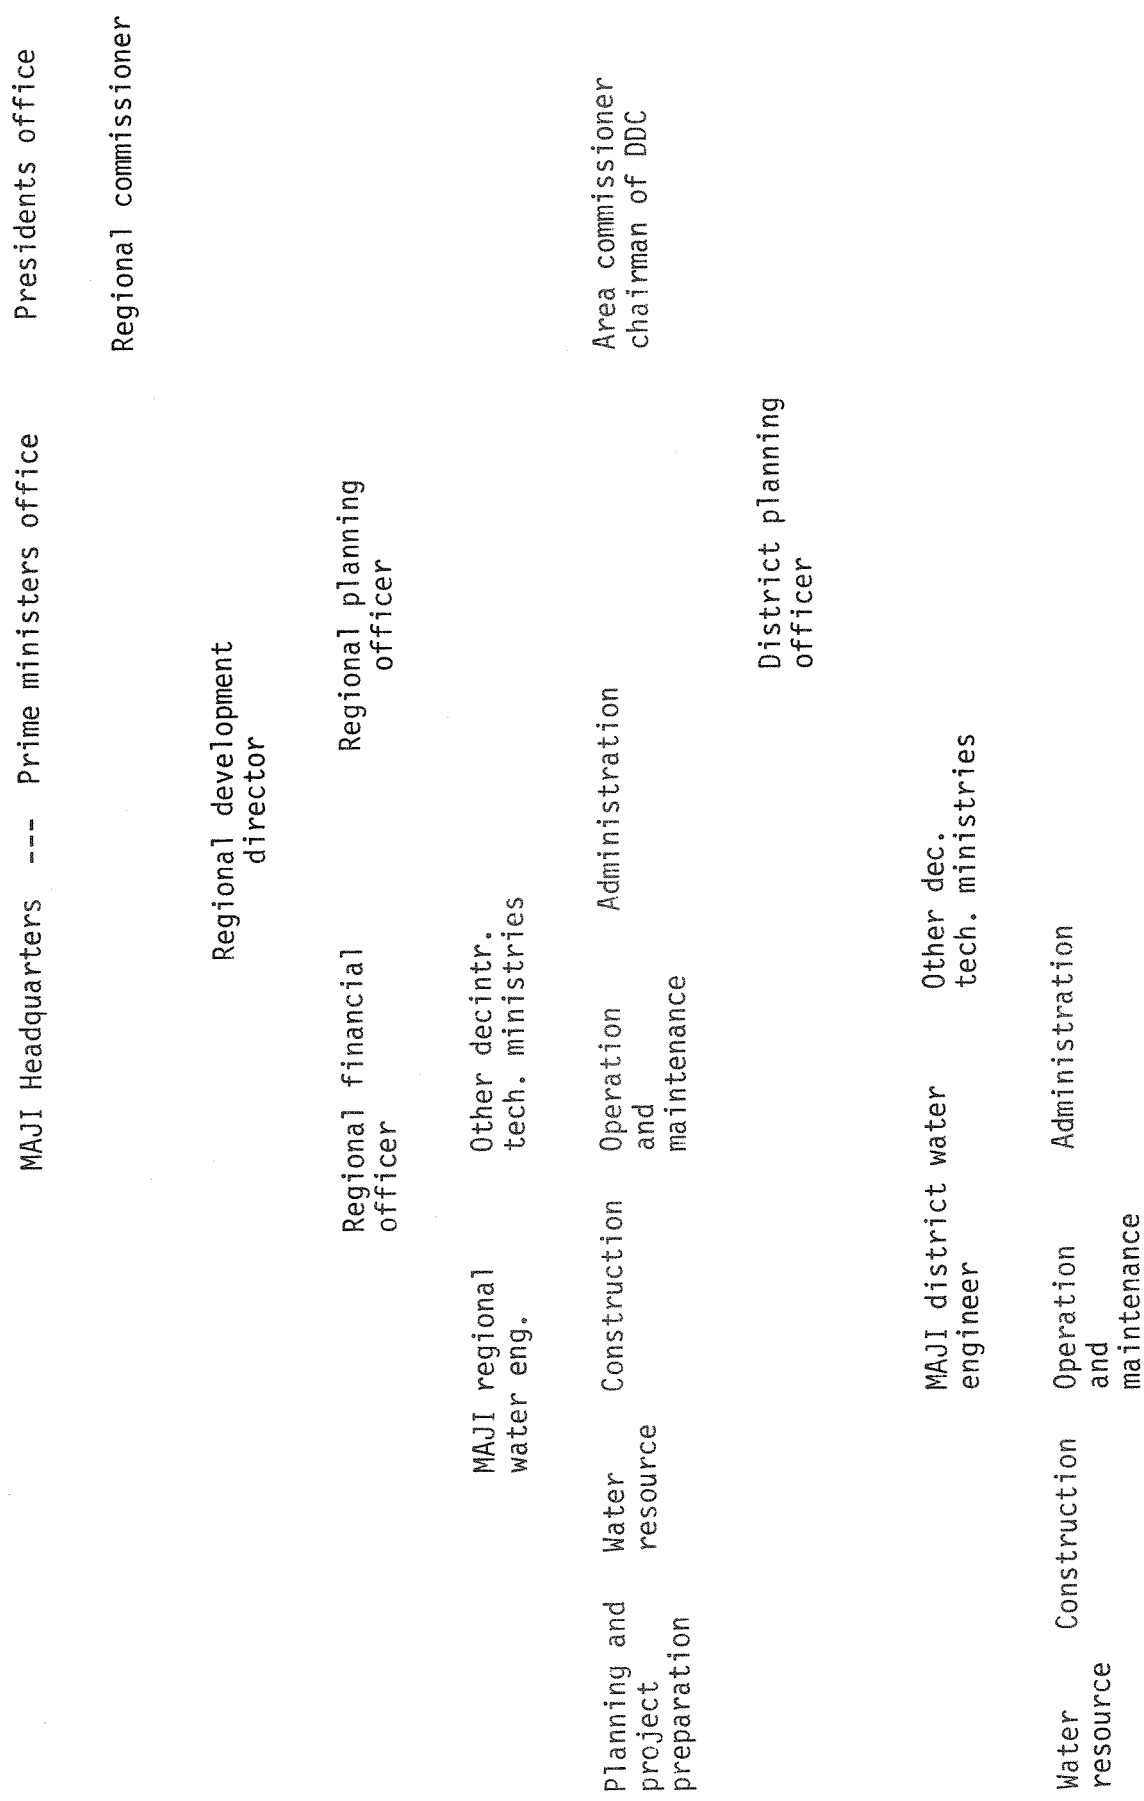 MAJI Headquarters --- Prime ministers office Presidents office
Regional commissioner
Regional development
director
Regional financial
officer
Regional planning
officer
MAJI regional
water eng.
Other decintr.
tech. ministries
Planning and
project
preparation
Water
resource
Construction
Operation
and
maintenance
Administration
Area commissioner
chairman of DDC
District planning
officer
MAJI district water
engineer
Other dec.
tech. ministries
Water
resource
Construction
Operation
and
maintenance
Administration